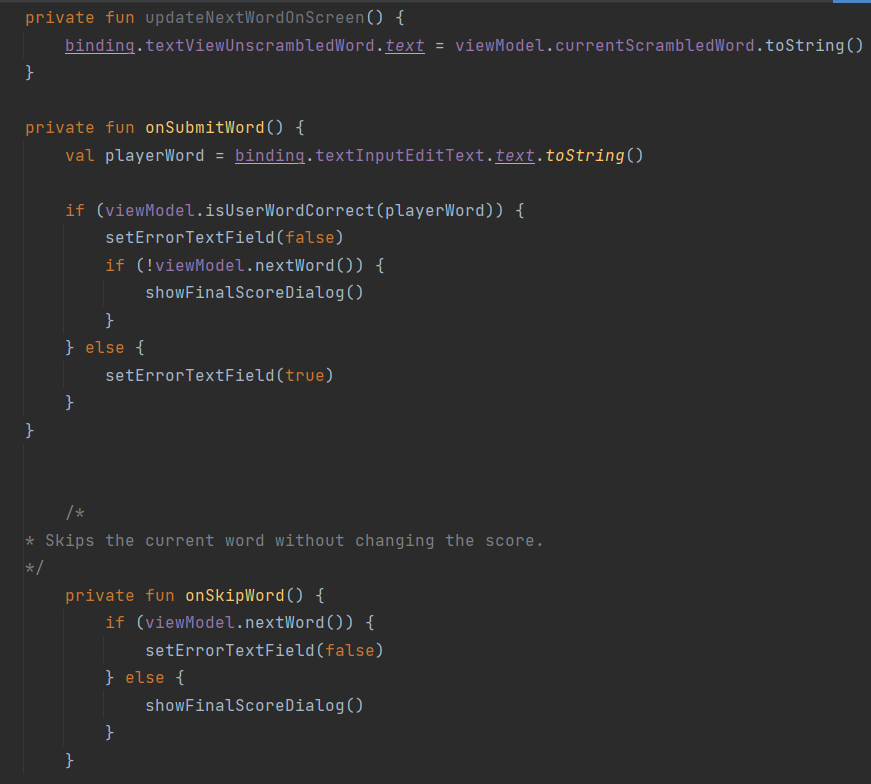 private fun updateNextWordOnScreen() {
    binding.textViewUnscrambledWord.text = viewModel.currentScrambledWord.toString()
}
private fun onSubmitWord() {
    val playerWord = binding.textInputEditText.text.toString()
    if (viewModel.isUserWordCorrect(playerWord)) {
        setErrorTextField(false)
        if (!viewModel.nextWord()) {
            showFinalScoreDialog()
        }
    } else {
        setErrorTextField(true)
    }
}
    /*
* Skips the current word without changing the score.
*/
    private fun onSkipWord() {
        if (viewModel.nextWord()) {
            setErrorTextField(false)
        } else {
            showFinalScoreDialog()
        }
    }